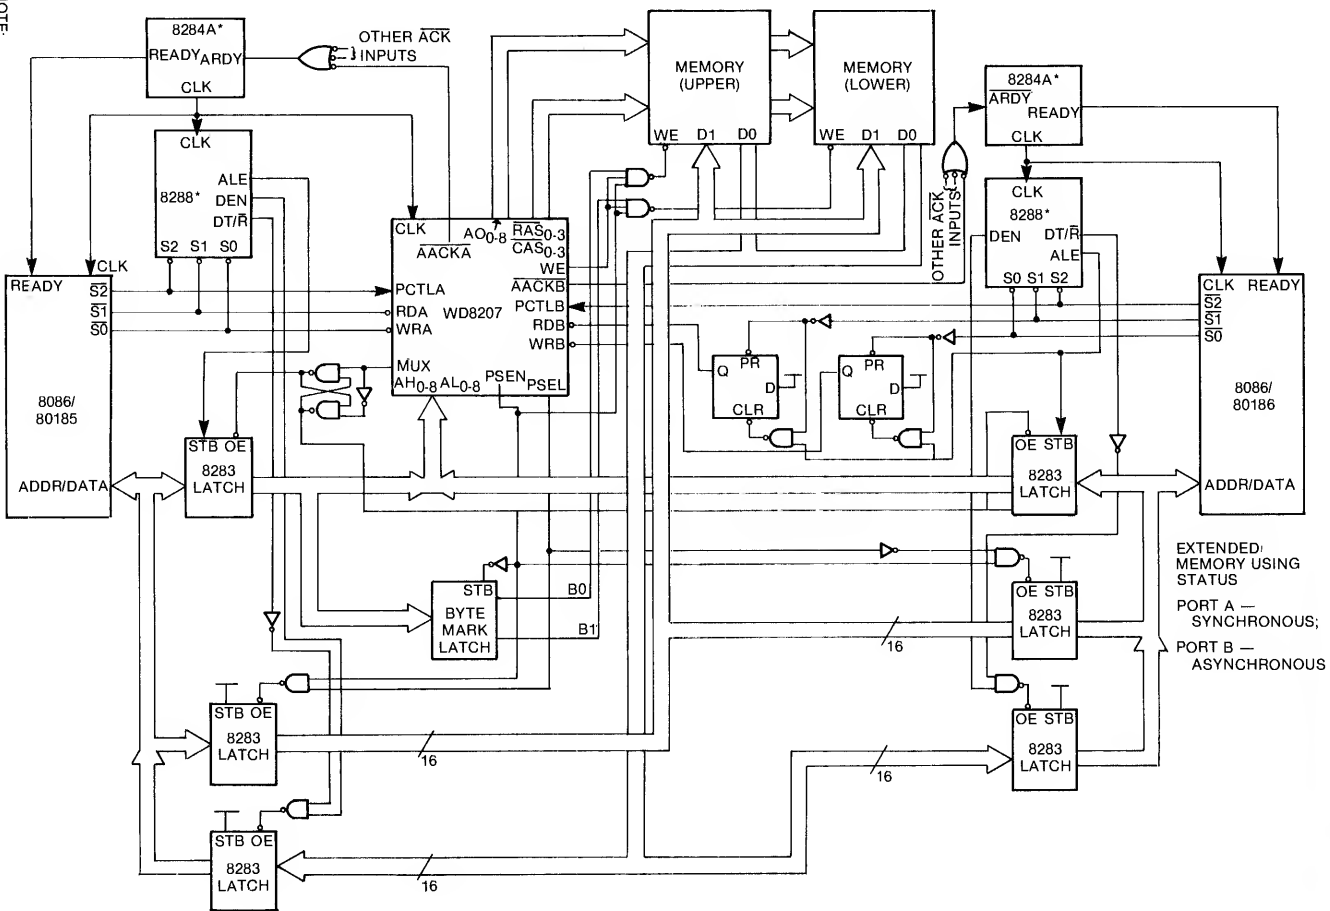 NOTE:
8284A*
READY ARDY
CLK
OTHER ACK
INPUTS
MEMORY
(UPPER)
WE D1 D0
MEMORY
(LOWER)
WE D1 D0
8284A*
ARDY
READY
CLK
CLK
8288*
ALE
DEN
DT/R
S2 S1 S0
CLK
READY
S2
S1
S0
8086/
80185
ADDR/DATA
CLK
AACKA
AO0-8
RAS0-3
CAS0-3
WE
AACKB
PCTLA
PCTLB
RDA
WD8207
RDB
WRA
WRB
MUX
AH0-8 AL0-8
PSEN
PSEL
OTHER ACK
INPUTS
CLK
8288*
DEN
DT/R
ALE
S0 S1 S2
CLK READY
S2
S1
S0
8086/
80186
ADDR/DATA
PR
Q
D
CLR
PR
Q
D
CLR
STB OE
8283
LATCH
OE STB
8283
LATCH
STB
BYTE
MARK
LATCH
B0
B1
OE STB
8283
LATCH
16
EXTENDED
MEMORY USING
STATUS
PORT A —
SYNCHRONOUS;
PORT B —
ASYNCHRONOUS
STB OE
8283
LATCH
16
OE STB
8283
LATCH
16
STB OE
8283
LATCH
16